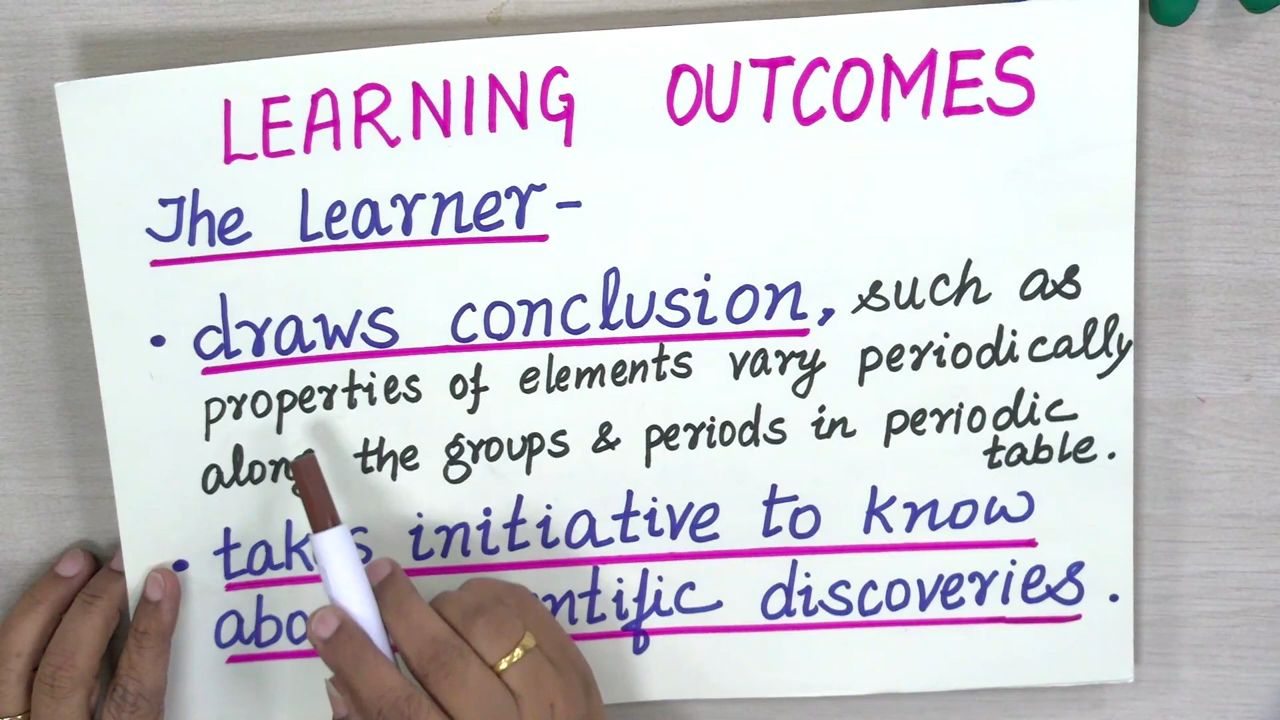 LEARNING OUTCOMES
The Learner-
• draws conclusion, such as
properties of elements vary periodically
along the groups & periods in periodic
table.
• takes initiative to know
discoveries.